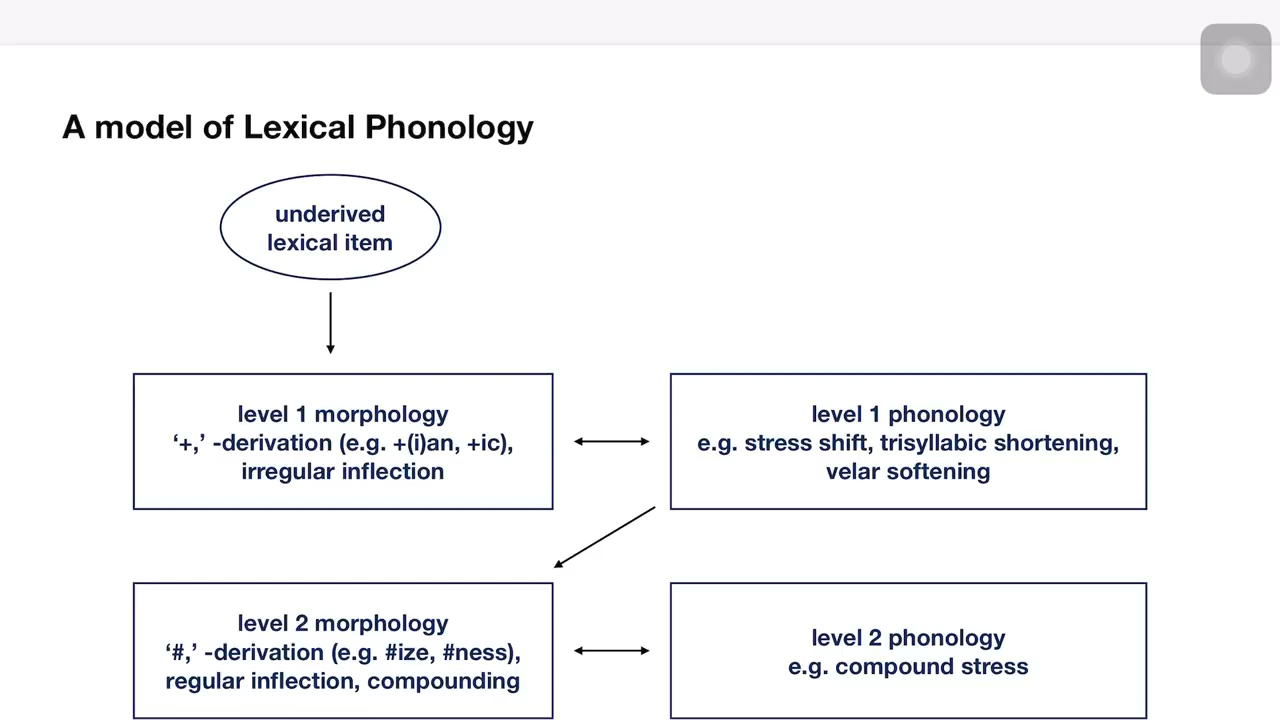 A model of Lexical Phonology
underived
lexical item
level 1 morphology
‘+,’ -derivation (e.g. +(i)an, +ic),
irregular inflection
level 1 phonology
e.g. stress shift, trisyllabic shortening,
velar softening
level 2 morphology
‘#,’ -derivation (e.g. #ize, #ness),
regular inflection, compounding
level 2 phonology
e.g. compound stress